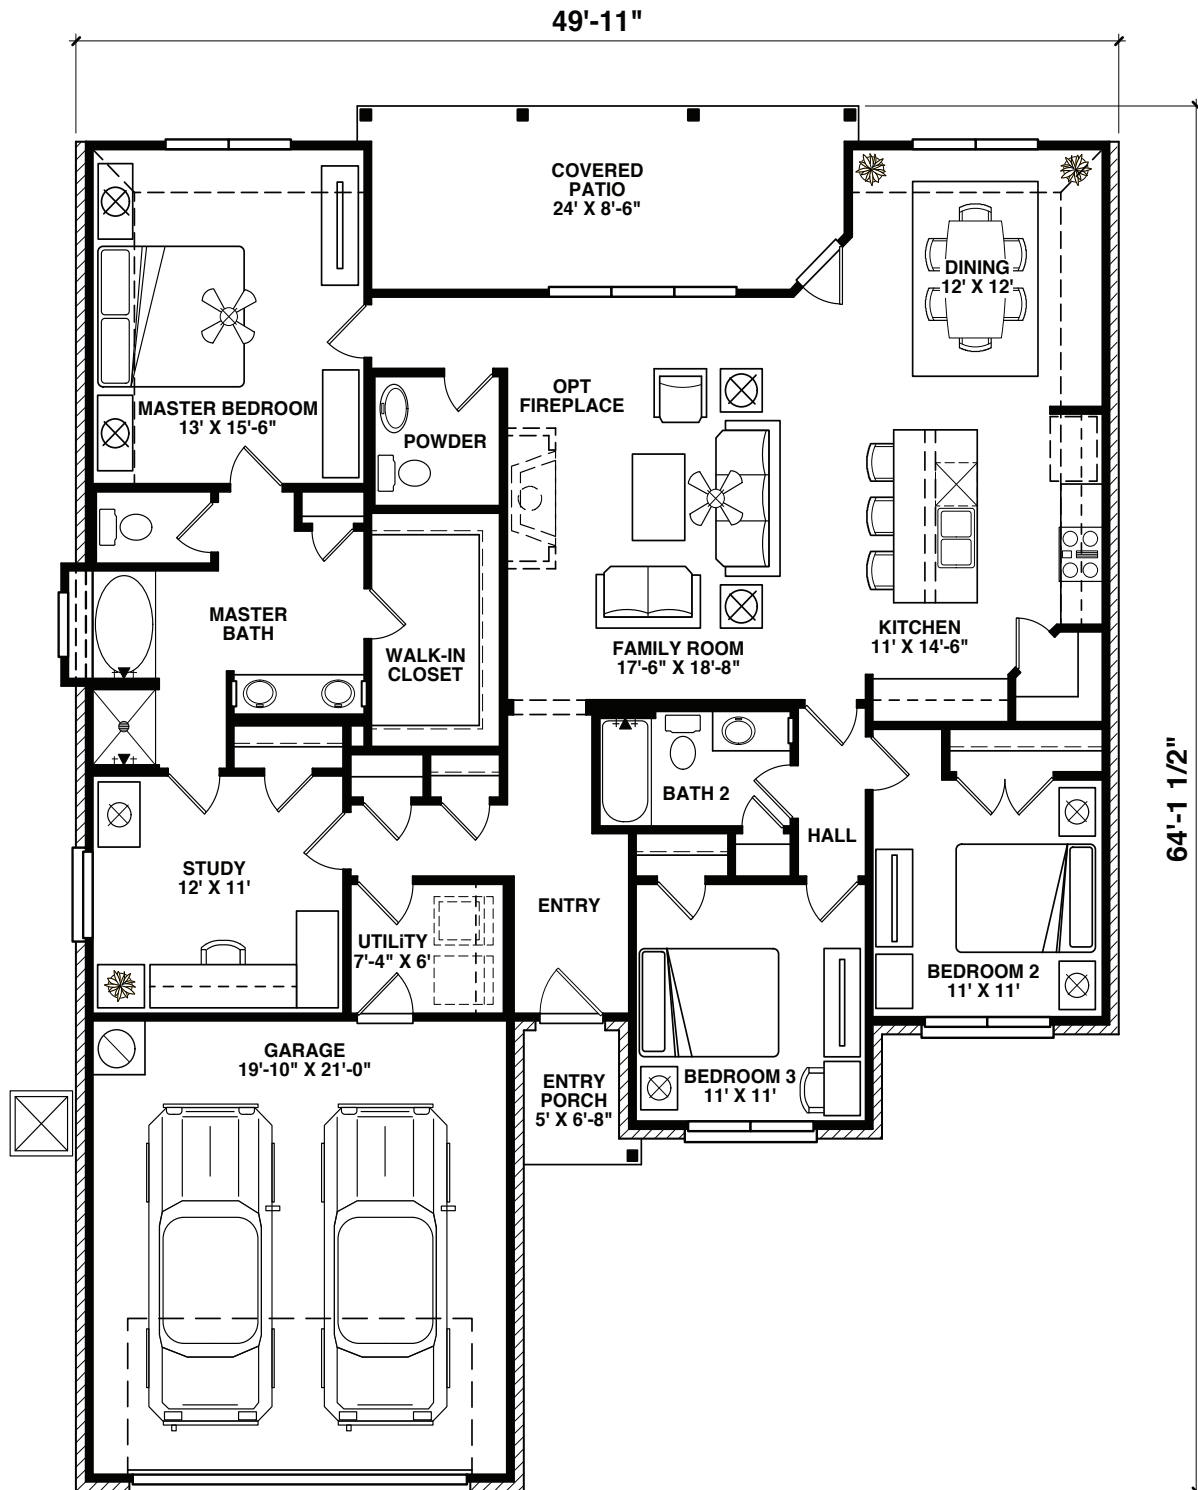 49'-11"
COVERED
PATIO
24' X 8'-6"
DINING
12' X 12'
MASTER BEDROOM
13' X 15'-6"
OPT
FIREPLACE
POWDER
MASTER
BATH
WALK-IN
CLOSET
FAMILY ROOM
17'-6" X 18'-8"
KITCHEN
11' X 14'-6"
64'-1 1/2"
BATH 2
HALL
STUDY
12' X 11'
ENTRY
UTILiTY
7'-4" X 6'
BEDROOM 2
11' X 11'
GARAGE
19'-10" X 21'-0"
ENTRY
PORCH
5' X 6'-8"
BEDROOM 3
11' X 11'